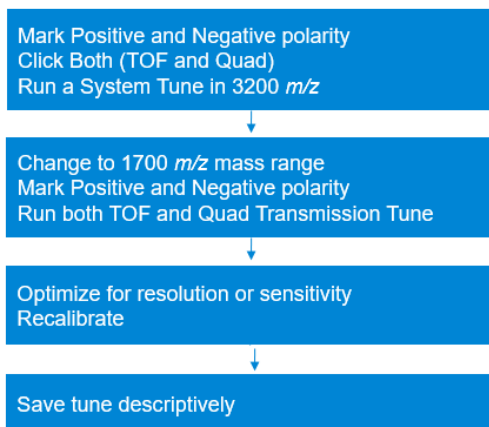 Mark Positive and Negative polarity
Click Both (TOF and Quad)
Run a System Tune in 3200 m/z
Change to 1700 m/z mass range
Mark Positive and Negative polarity
Run both TOF and Quad Transmission Tune
Optimize for resolution or sensitivity
Recalibrate
Save tune descriptively